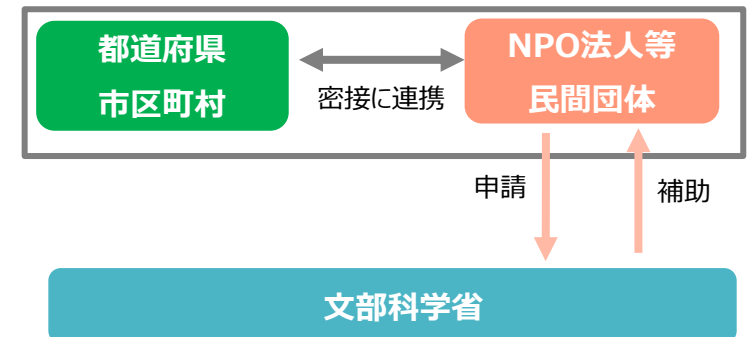 都道府県
市区町村
密接に連携
NPO法人等
民間団体
申請
補助
文部科学省